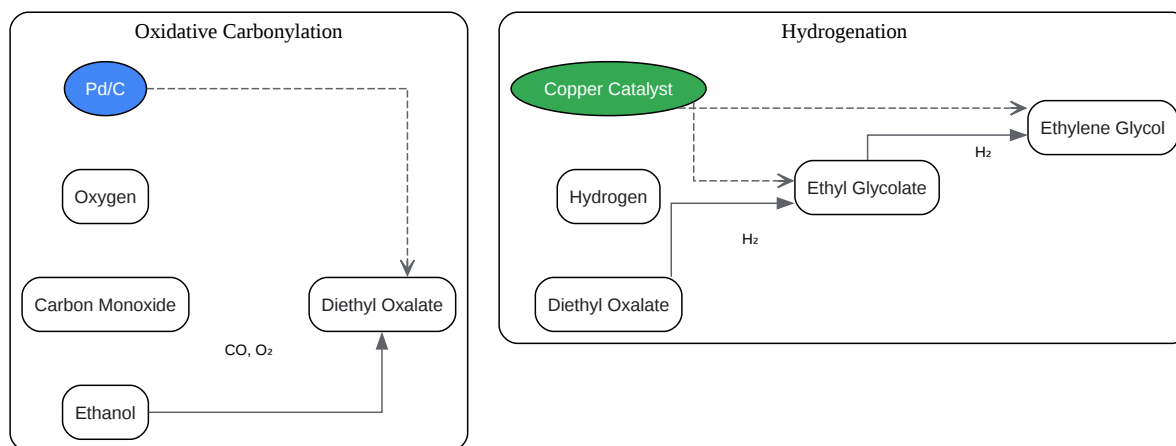 Oxidative Carbonylation
Pd/C
Oxygen
Carbon Monoxide
Diethyl Oxalate
CO, O₂
Ethanol
Hydrogenation
Copper Catalyst
Ethylene Glycol
H₂
Ethyl Glycolate
Hydrogen
H₂
Diethyl Oxalate